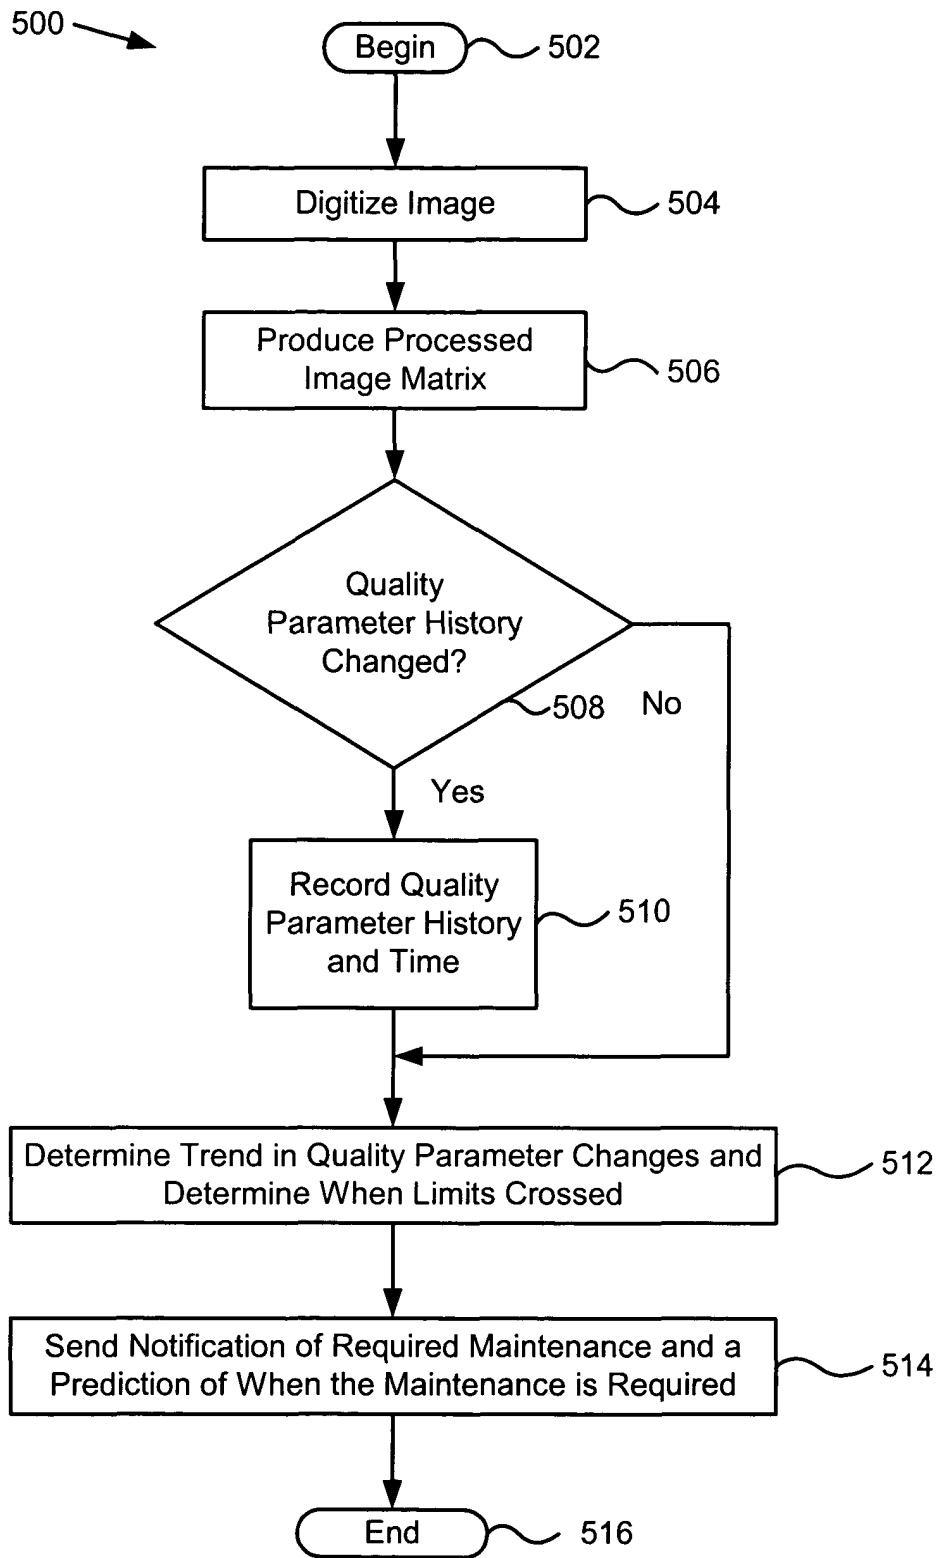 500
Begin
502
Digitize Image
504
Produce Processed
Image Matrix
506
Quality
Parameter History
Changed?
508
No
Yes
Record Quality
Parameter History
and Time
510
Determine Trend in Quality Parameter Changes and
Determine When Limits Crossed
512
Send Notification of Required Maintenance and a
Prediction of When the Maintenance is Required
514
End
516